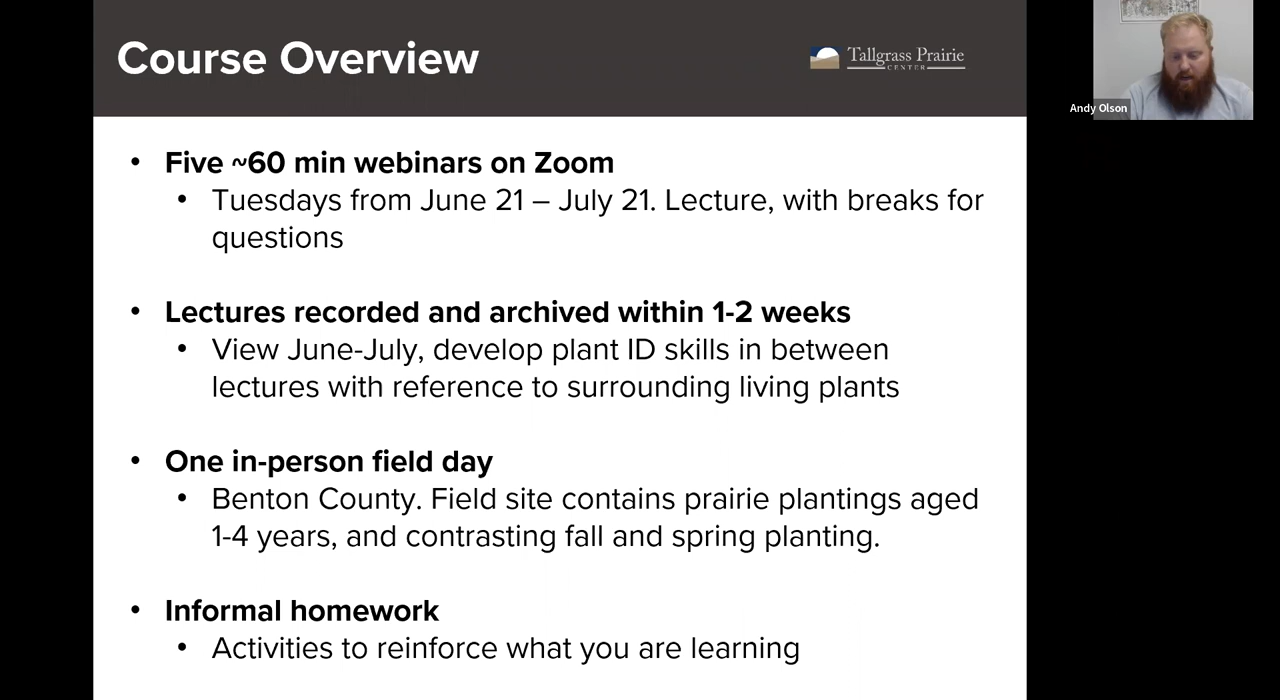 Course Overview
Tallgrass Prairie
CENTER
Andy Olson
• Five ~60 min webinars on Zoom
• Tuesdays from June 21 – July 21. Lecture, with breaks for
questions
• Lectures recorded and archived within 1-2 weeks
• View June-July, develop plant ID skills in between
lectures with reference to surrounding living plants
• One in-person field day
• Benton County. Field site contains prairie plantings aged
1-4 years, and contrasting fall and spring planting.
• Informal homework
• Activities to reinforce what you are learning